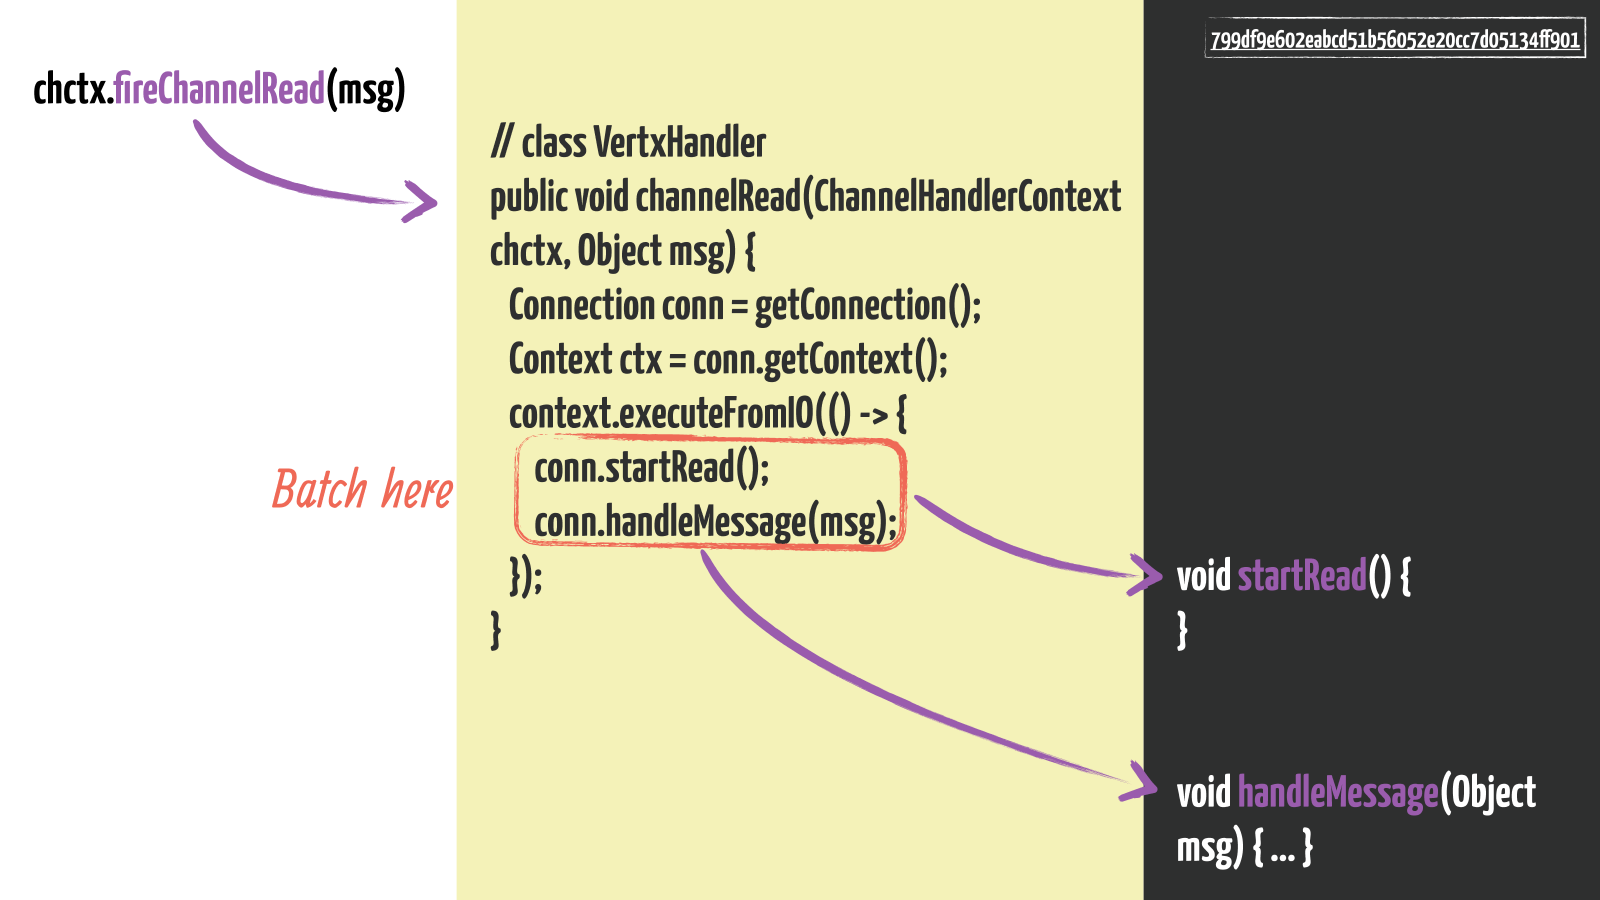 799df9e602eabcd51b56052e20cc7d05134ff901
chctx.fireChannelRead(msg)
// class VertxHandler
public void channelRead(ChannelHandlerContext
chctx, Object msg) {
Connection conn = getConnection();
Context ctx = conn.getContext();
context.executeFromIO(() -> {
conn.startRead();
conn.handleMessage(msg);
});
}
Batch here
void startRead() {
}
void handleMessage(Object
msg) { ... }